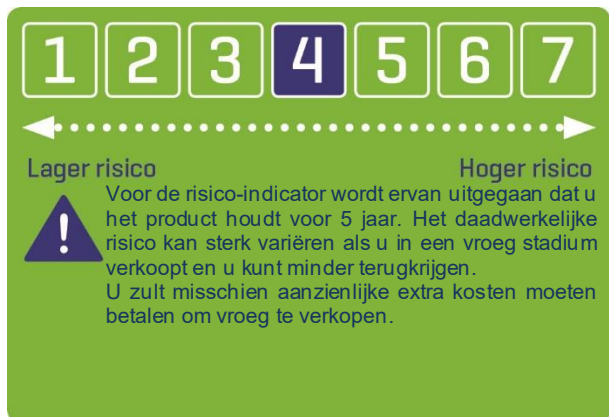 1 2 3 4 5 6 7
Lager risico Hoger risico
Voor de risico-indicator wordt ervan uitgegaan dat u
het product houdt voor 5 jaar. Het daadwerkelijke
risico kan sterk variëren als u in een vroeg stadium
verkoopt en u kunt minder terugkrijgen.
U zult misschien aanzienlijke extra kosten moeten
betalen om vroeg te verkopen.